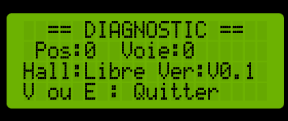 == DIAGNOSTIC ==
Pos:0  Voie:0
Hall:Libre Ver:V0.1
V ou E : Quitter